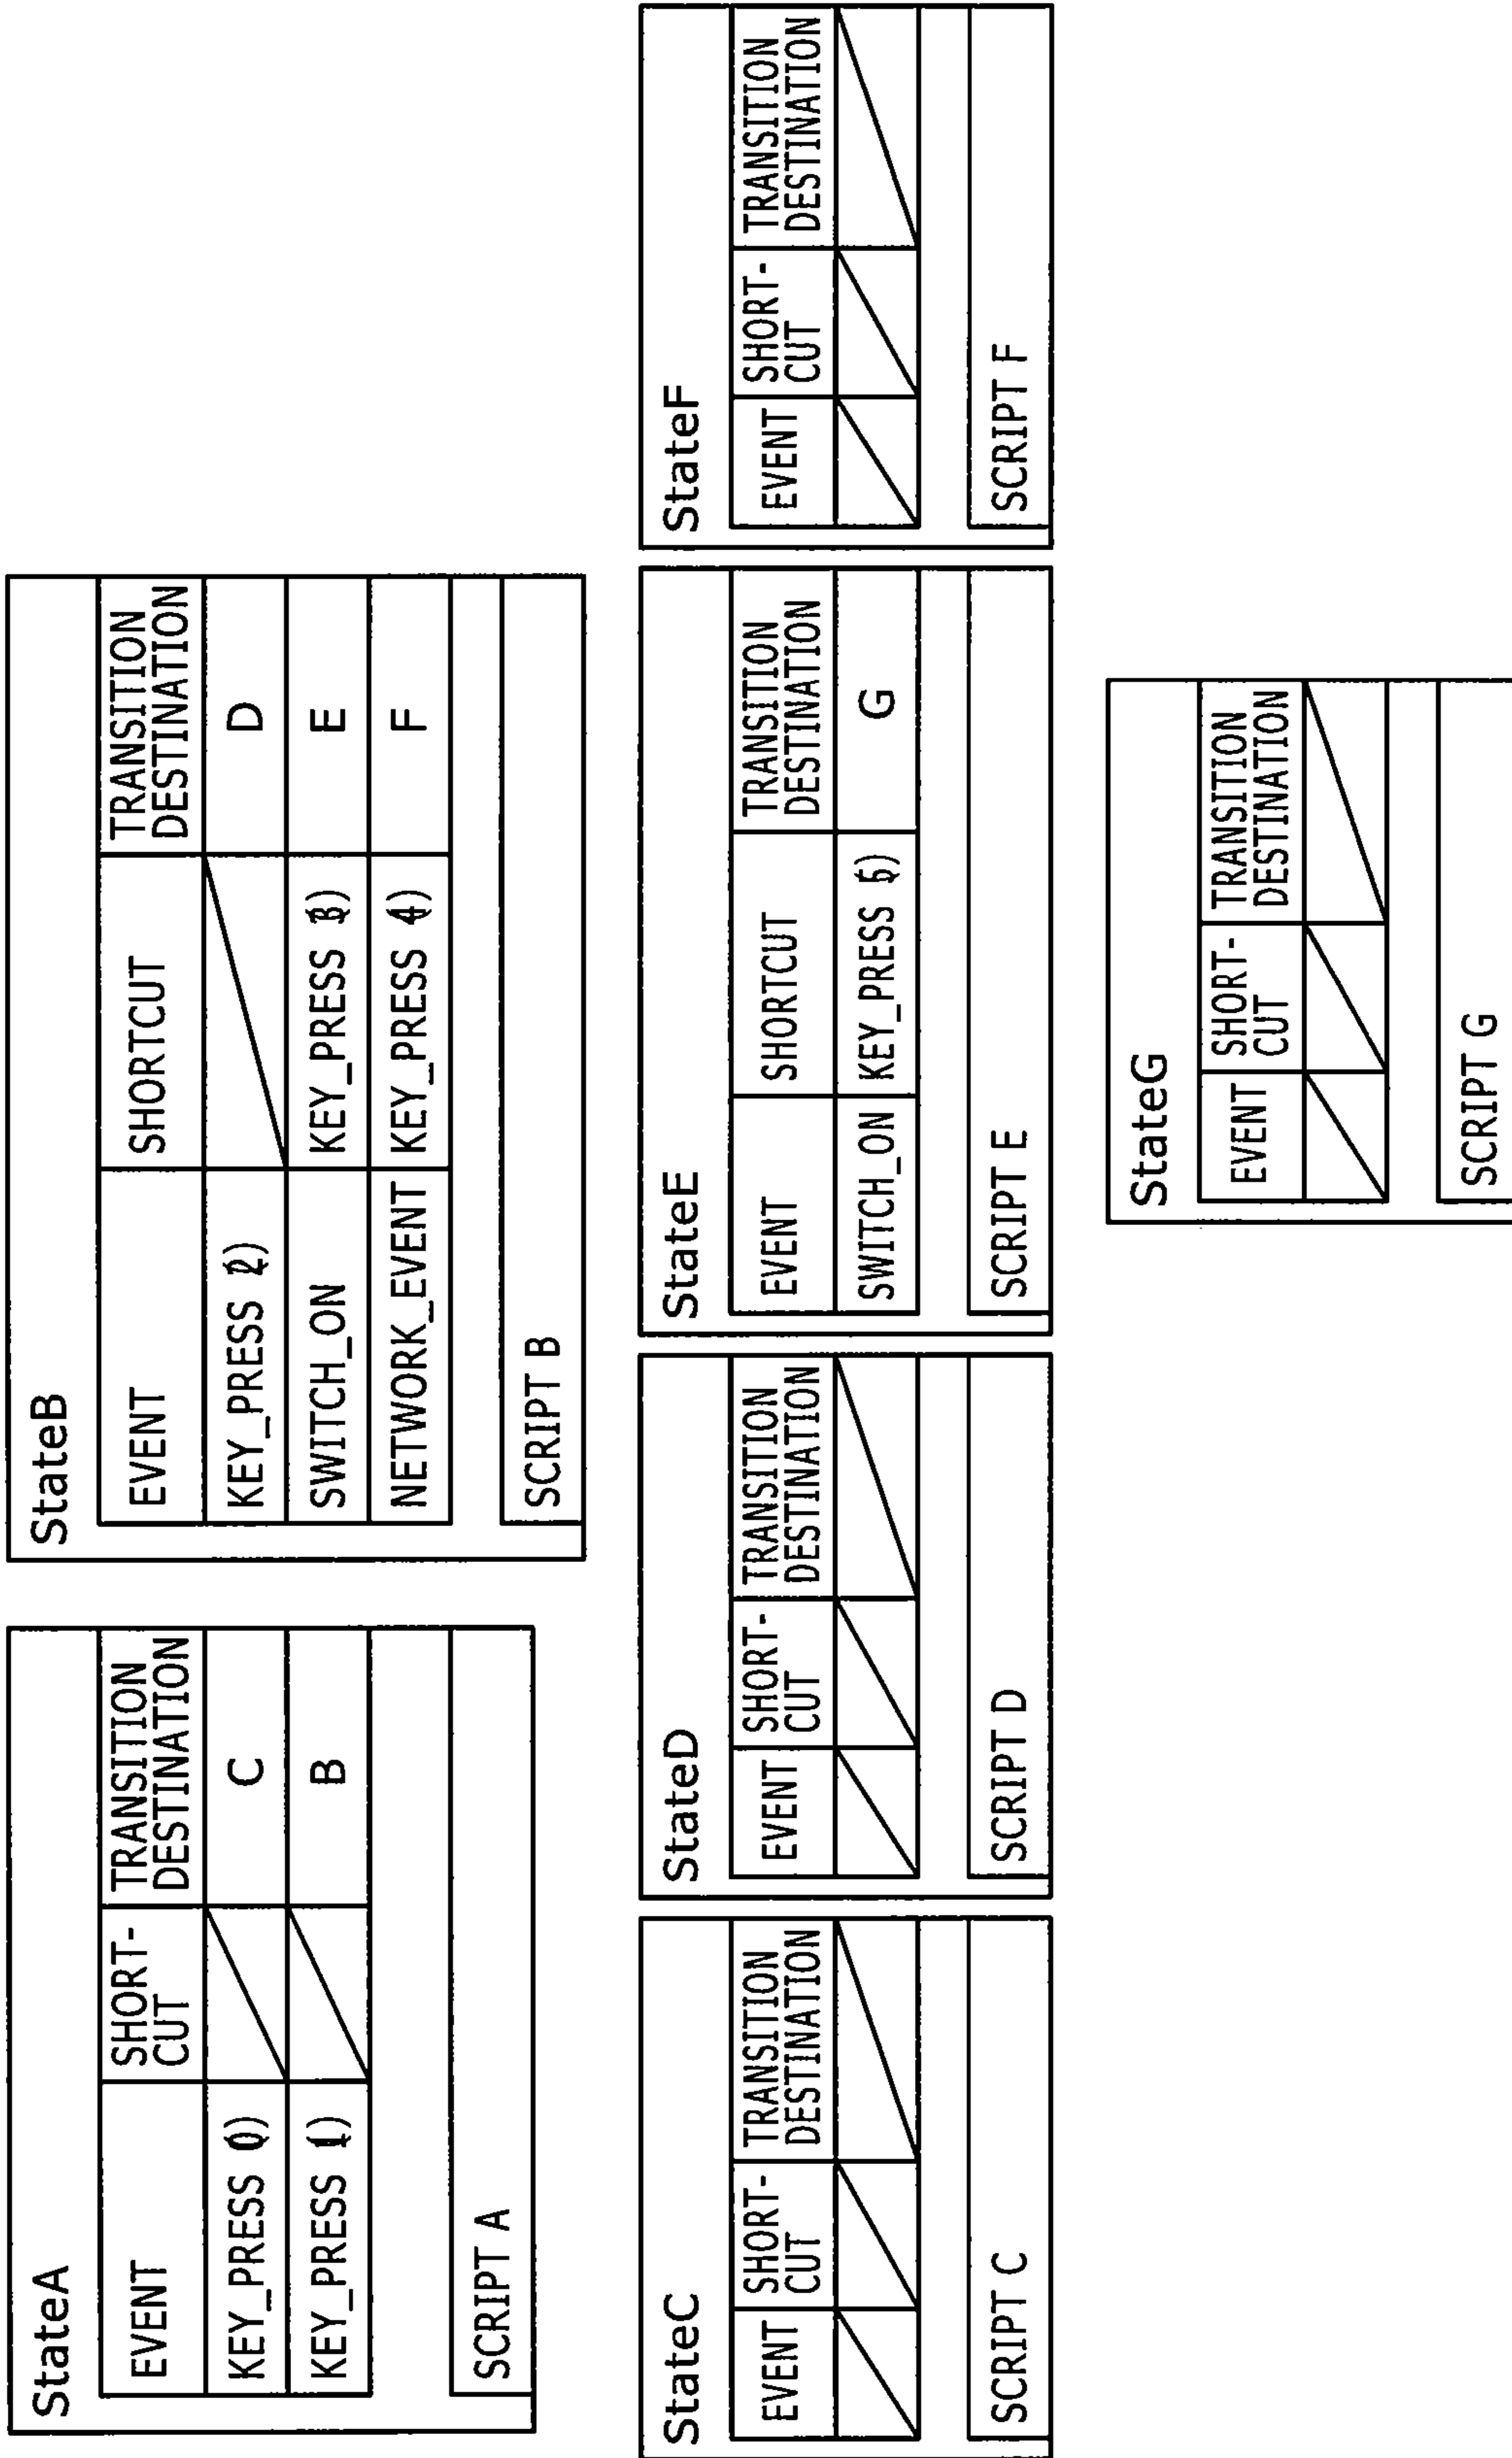 StateA
EVENT
SHORT-
CUT
TRANSITION
DESTINATION
KEY_PRESS (0)
C
KEY_PRESS (1)
B
SCRIPT A
StateB
EVENT
SHORTCUT
TRANSITION
DESTINATION
KEY_PRESS (2)
D
SWITCH_ON
KEY_PRESS (3)
E
NETWORK_EVENT
KEY_PRESS (4)
F
SCRIPT B
StateC
EVENT
SHORT-
CUT
TRANSITION
DESTINATION
SCRIPT C
StateD
EVENT
SHORT-
CUT
TRANSITION
DESTINATION
SCRIPT D
StateE
EVENT
SHORTCUT
TRANSITION
DESTINATION
SWITCH_ON
KEY_PRESS (5)
G
SCRIPT E
StateF
EVENT
SHORT-
CUT
TRANSITION
DESTINATION
SCRIPT F
StateG
EVENT
SHORT-
CUT
TRANSITION
DESTINATION
SCRIPT G